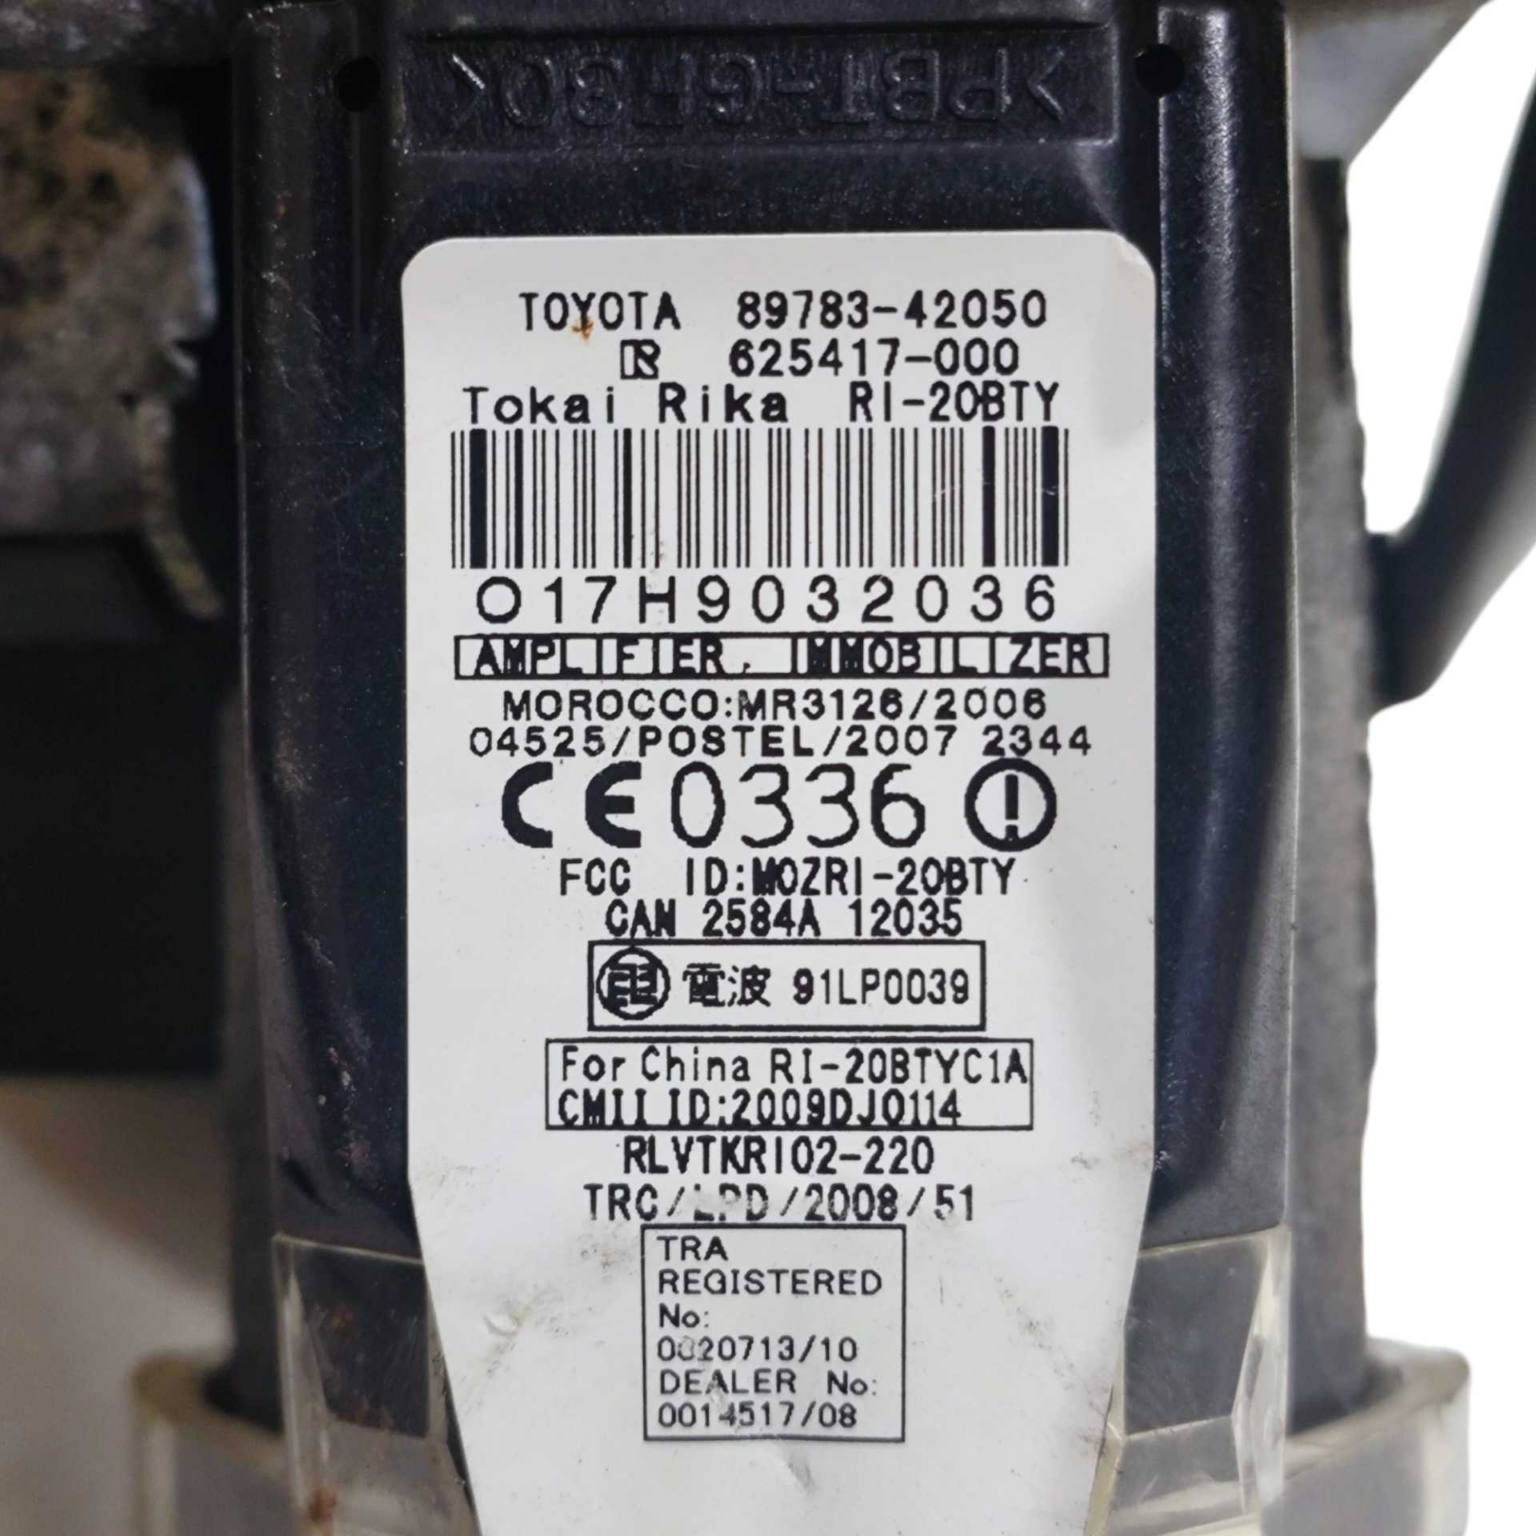 >PBT-GF30<
TOYOTA 89783-42050
R 625417-000
Tokai Rika RI-20BTY
O17H9032036
AMPLIFIER, IMMOBILIZER
MOROCCO:MR3126/2006
04525/POSTEL/2007 2344
CE0336
FCC ID:MOZRI-20BTY
CAN 2584A 12035
電波 91LP0039
For China RI-20BTYC1A
CMII ID:2009DJ0114
RLVTKRI02-220
TRC/LPD/2008/51
TRA
REGISTERED
No:
0020713/10
DEALER No:
0014517/08